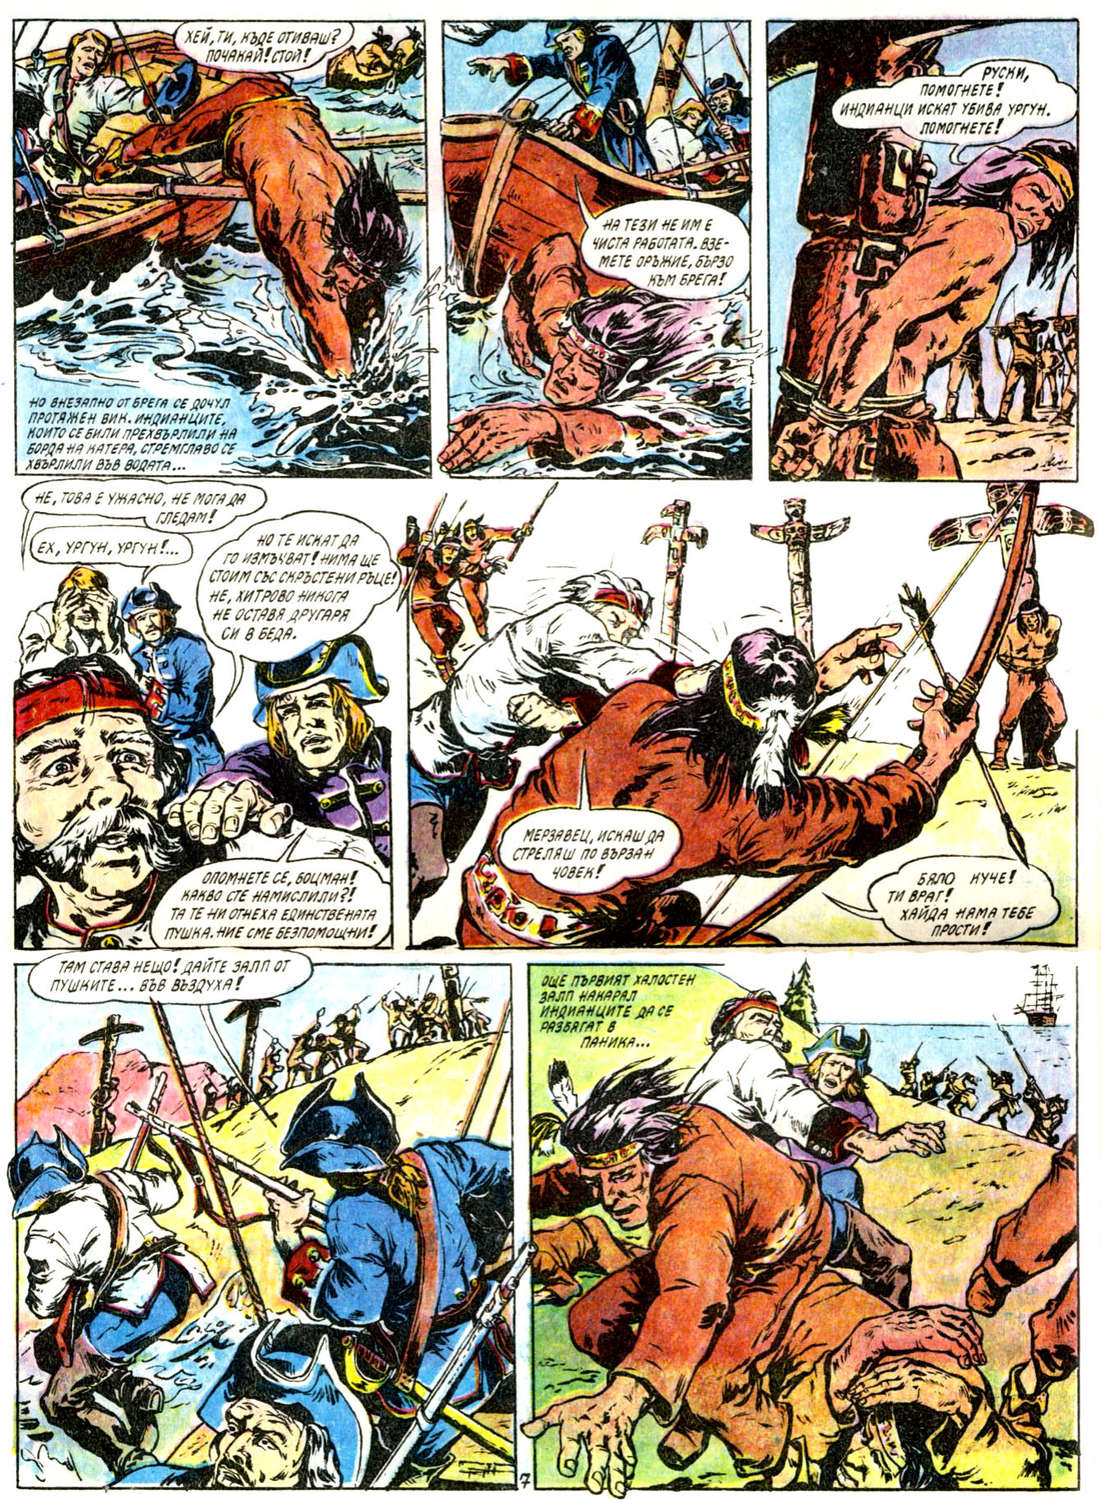 ХЕЙ, ТИ, КЪДЕ ОТИВАШ?
ПОЧАКАЙ! СТОЙ!
НО ВНЕЗАПНО ОТ БРЕГА СЕ ДОЧУЛ
ПРОТЯЖЕН ВИК. ИНДИАНЦИТЕ,
КОИТО СЕ БИЛИ ПРЕХВЪРЛИЛИ НА
БОРДА НА КАТЕРА, СТРЕМГЛАВО СЕ
ХВЪРЛИЛИ ВЪВ ВОДАТА...
НА ТЕЗИ НЕ ИМ Е
ЧИСТА РАБОТАТА. ВЗЕ-
МЕТЕ ОРЪЖИЕ, БЪРЗО
КЪМ БРЕГА!
РУСКИ,
ПОМОГНЕТЕ!
ИНДИАНЦИ ИСКАТ УБИВА УРГУН.
ПОМОГНЕТЕ!
НЕ, ТОВА Е УЖАСНО, НЕ МОГА ДА
ГЛЕДАМ!
ЕХ, УРГУН, УРГУН!...
НО ТЕ ИСКАТ ДА
ГО ИЗМЪЧВАТ! НИМА ЩЕ
СТОИМ СЪС СКРЪСТЕНИ РЪЦЕ!
НЕ, ХИТРОВО НИКОГА
НЕ ОСТАВЯ ДРУГАРЯ
СИ В БЕДА.
ОПОМНЕТЕ СЕ, БОЦМАН!
КАКВО СТЕ НАМИСЛИЛИ?!
ТА ТЕ НИ ОТНЕХА ЕДИНСТВЕНАТА
ПУШКА. НИЕ СМЕ БЕЗПОМОЩНИ!
МЕРЗАВЕЦ, ИСКАШ ДА
СТРЕЛЯШ ПО ВЪРЗАН
ЧОВЕК!
БЯЛО КУЧЕ!
ТИ ВРАГ!
ХАЙДА НАМА ТЕБЕ
ПРОСТИ!
ТАМ СТАВА НЕЩО! ДАЙТЕ ЗАЛП ОТ
ПУШКИТЕ... ВЪВ ВЪЗДУХА!
ОЩЕ ПЪРВИЯТ ХАЛОСТЕН
ЗАЛП НАКАРАЛ
ИНДИАНЦИТЕ ДА СЕ
РАЗБЯГАТ В
ПАНИКА...
7